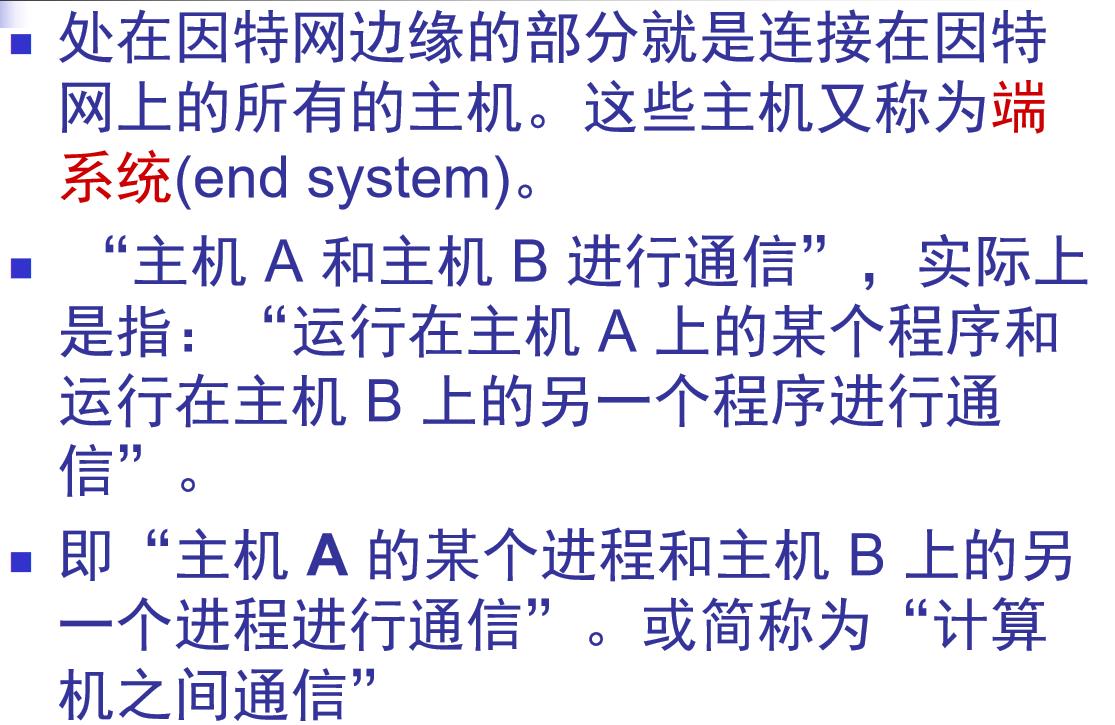 处在因特网边缘的部分就是连接在因特
网上的所有的主机。这些主机又称为端
系统(end system)。
“主机 A 和主机 B 进行通信”，实际上
是指：“运行在主机 A 上的某个程序和
运行在主机 B 上的另一个程序进行通
信”。
即“主机 A 的某个进程和主机 B 上的另
一个进程进行通信”。或简称为“计算
机之间通信”